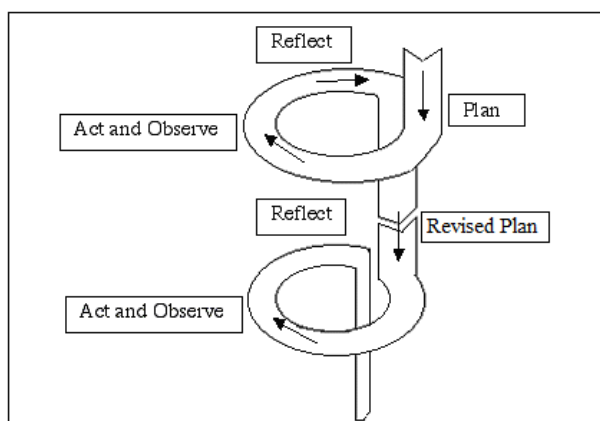 Reflect
Plan
Act and Observe
Reflect
Revised Plan
Act and Observe